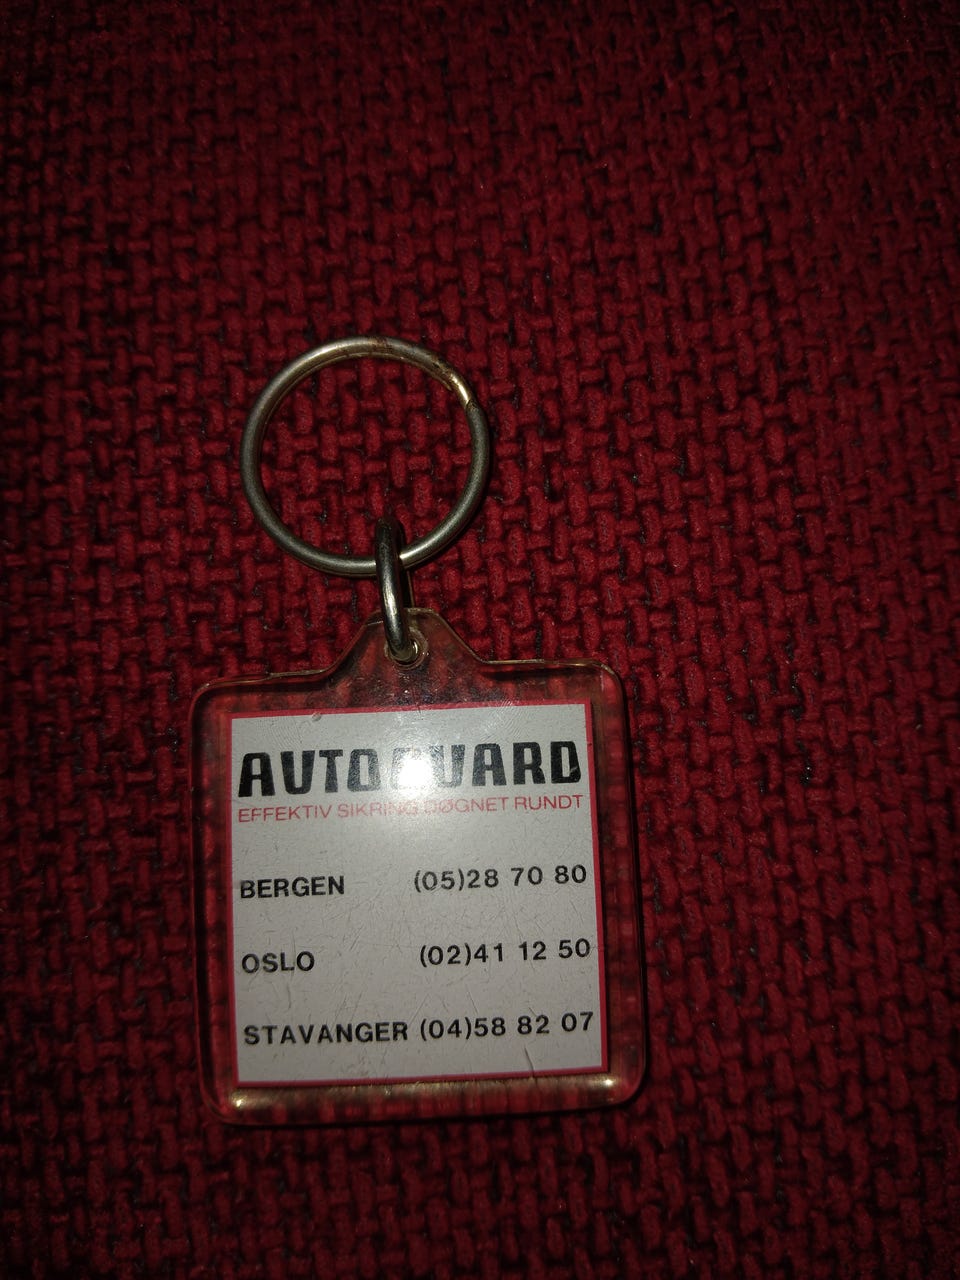 AUTOGUARD
EFFEKTIV SIKRING DØGNET RUNDT
BERGEN (05)28 70 80
OSLO (02)41 12 50
STAVANGER (04)58 82 07